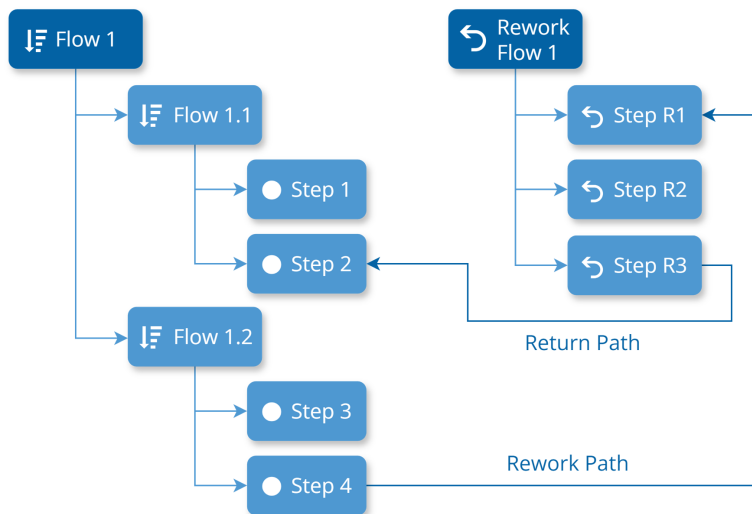 Flow 1
Rework
Flow 1
Flow 1.1
Step R1
Step 1
Step R2
Step 2
Step R3
Flow 1.2
Return Path
Step 3
Rework Path
Step 4